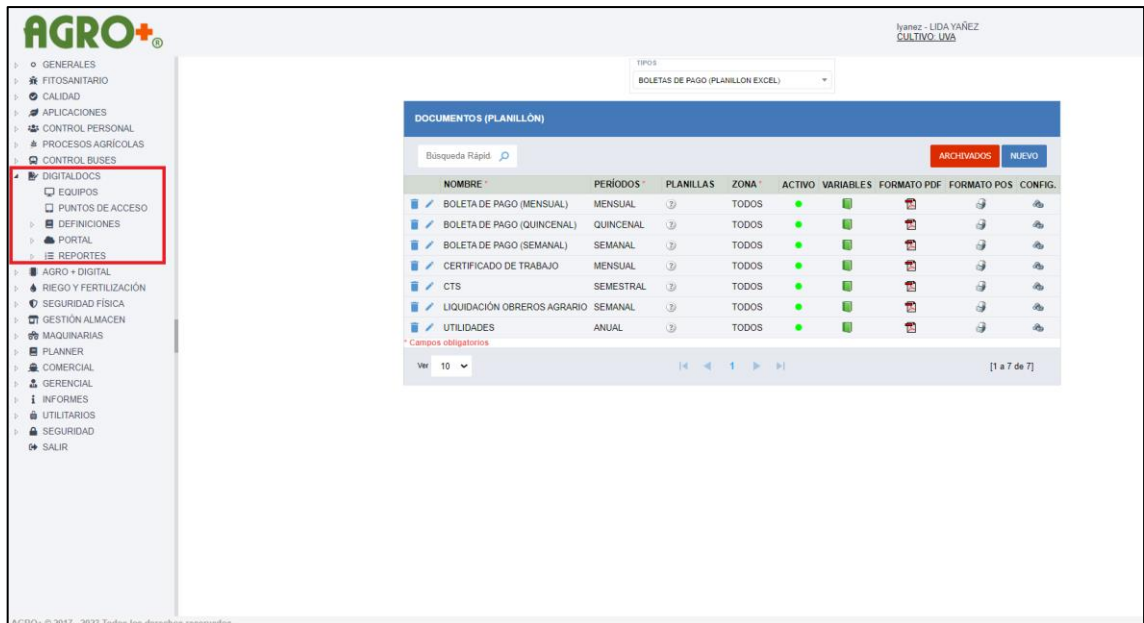 AGRO+®
lyanez - LIDA YAÑEZ
CULTIVO: UVA
GENERALES
FITOSANITARIO
CALIDAD
APLICACIONES
CONTROL PERSONAL
PROCESOS AGRÍCOLAS
CONTROL BUSES
DIGITALDOCS
EQUIPOS
PUNTOS DE ACCESO
DEFINICIONES
PORTAL
REPORTES
AGRO + DIGITAL
RIEGO Y FERTILIZACIÓN
SEGURIDAD FÍSICA
GESTIÓN ALMACEN
MAQUINARIAS
PLANNER
COMERCIAL
GERENCIAL
INFORMES
UTILITARIOS
SEGURIDAD
SALIR
TIPOS
BOLETAS DE PAGO (PLANILLON EXCEL)
DOCUMENTOS (PLANILLÓN)
Búsqueda Rápid.
ARCHIVADOS NUEVO
NOMBRE * PERÍODOS * PLANILLAS ZONA * ACTIVO VARIABLES FORMATO PDF FORMATO POS CONFIG.
BOLETA DE PAGO (MENSUAL) MENSUAL TODOS
BOLETA DE PAGO (QUINCENAL) QUINCENAL TODOS
BOLETA DE PAGO (SEMANAL) SEMANAL TODOS
CERTIFICADO DE TRABAJO MENSUAL TODOS
CTS SEMESTRAL TODOS
LIQUIDACIÓN OBREROS AGRARIO SEMANAL TODOS
UTILIDADES ANUAL TODOS
* Campos obligatorios
Ver 10 1 [1 a 7 de 7]